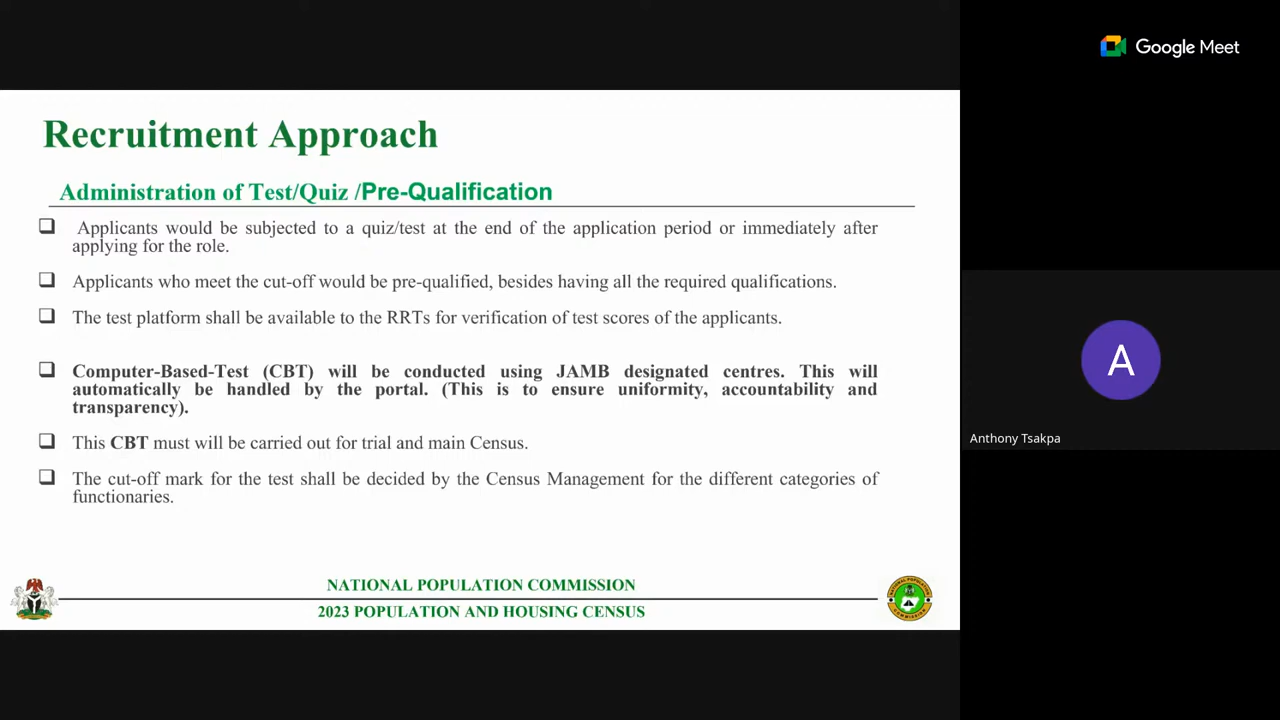 Google Meet
Recruitment Approach
Administration of Test/Quiz /Pre-Qualification
❑ Applicants would be subjected to a quiz/test at the end of the application period or immediately after
applying for the role.
❑ Applicants who meet the cut-off would be pre-qualified, besides having all the required qualifications.
❑ The test platform shall be available to the RRTs for verification of test scores of the applicants.
❑ Computer-Based-Test (CBT) will be conducted using JAMB designated centres. This will
automatically be handled by the portal. (This is to ensure uniformity, accountability and
transparency).
❑ This CBT must will be carried out for trial and main Census.
❑ The cut-off mark for the test shall be decided by the Census Management for the different categories of
functionaries.
NATIONAL POPULATION COMMISSION
2023 POPULATION AND HOUSING CENSUS
A
Anthony Tsakpa